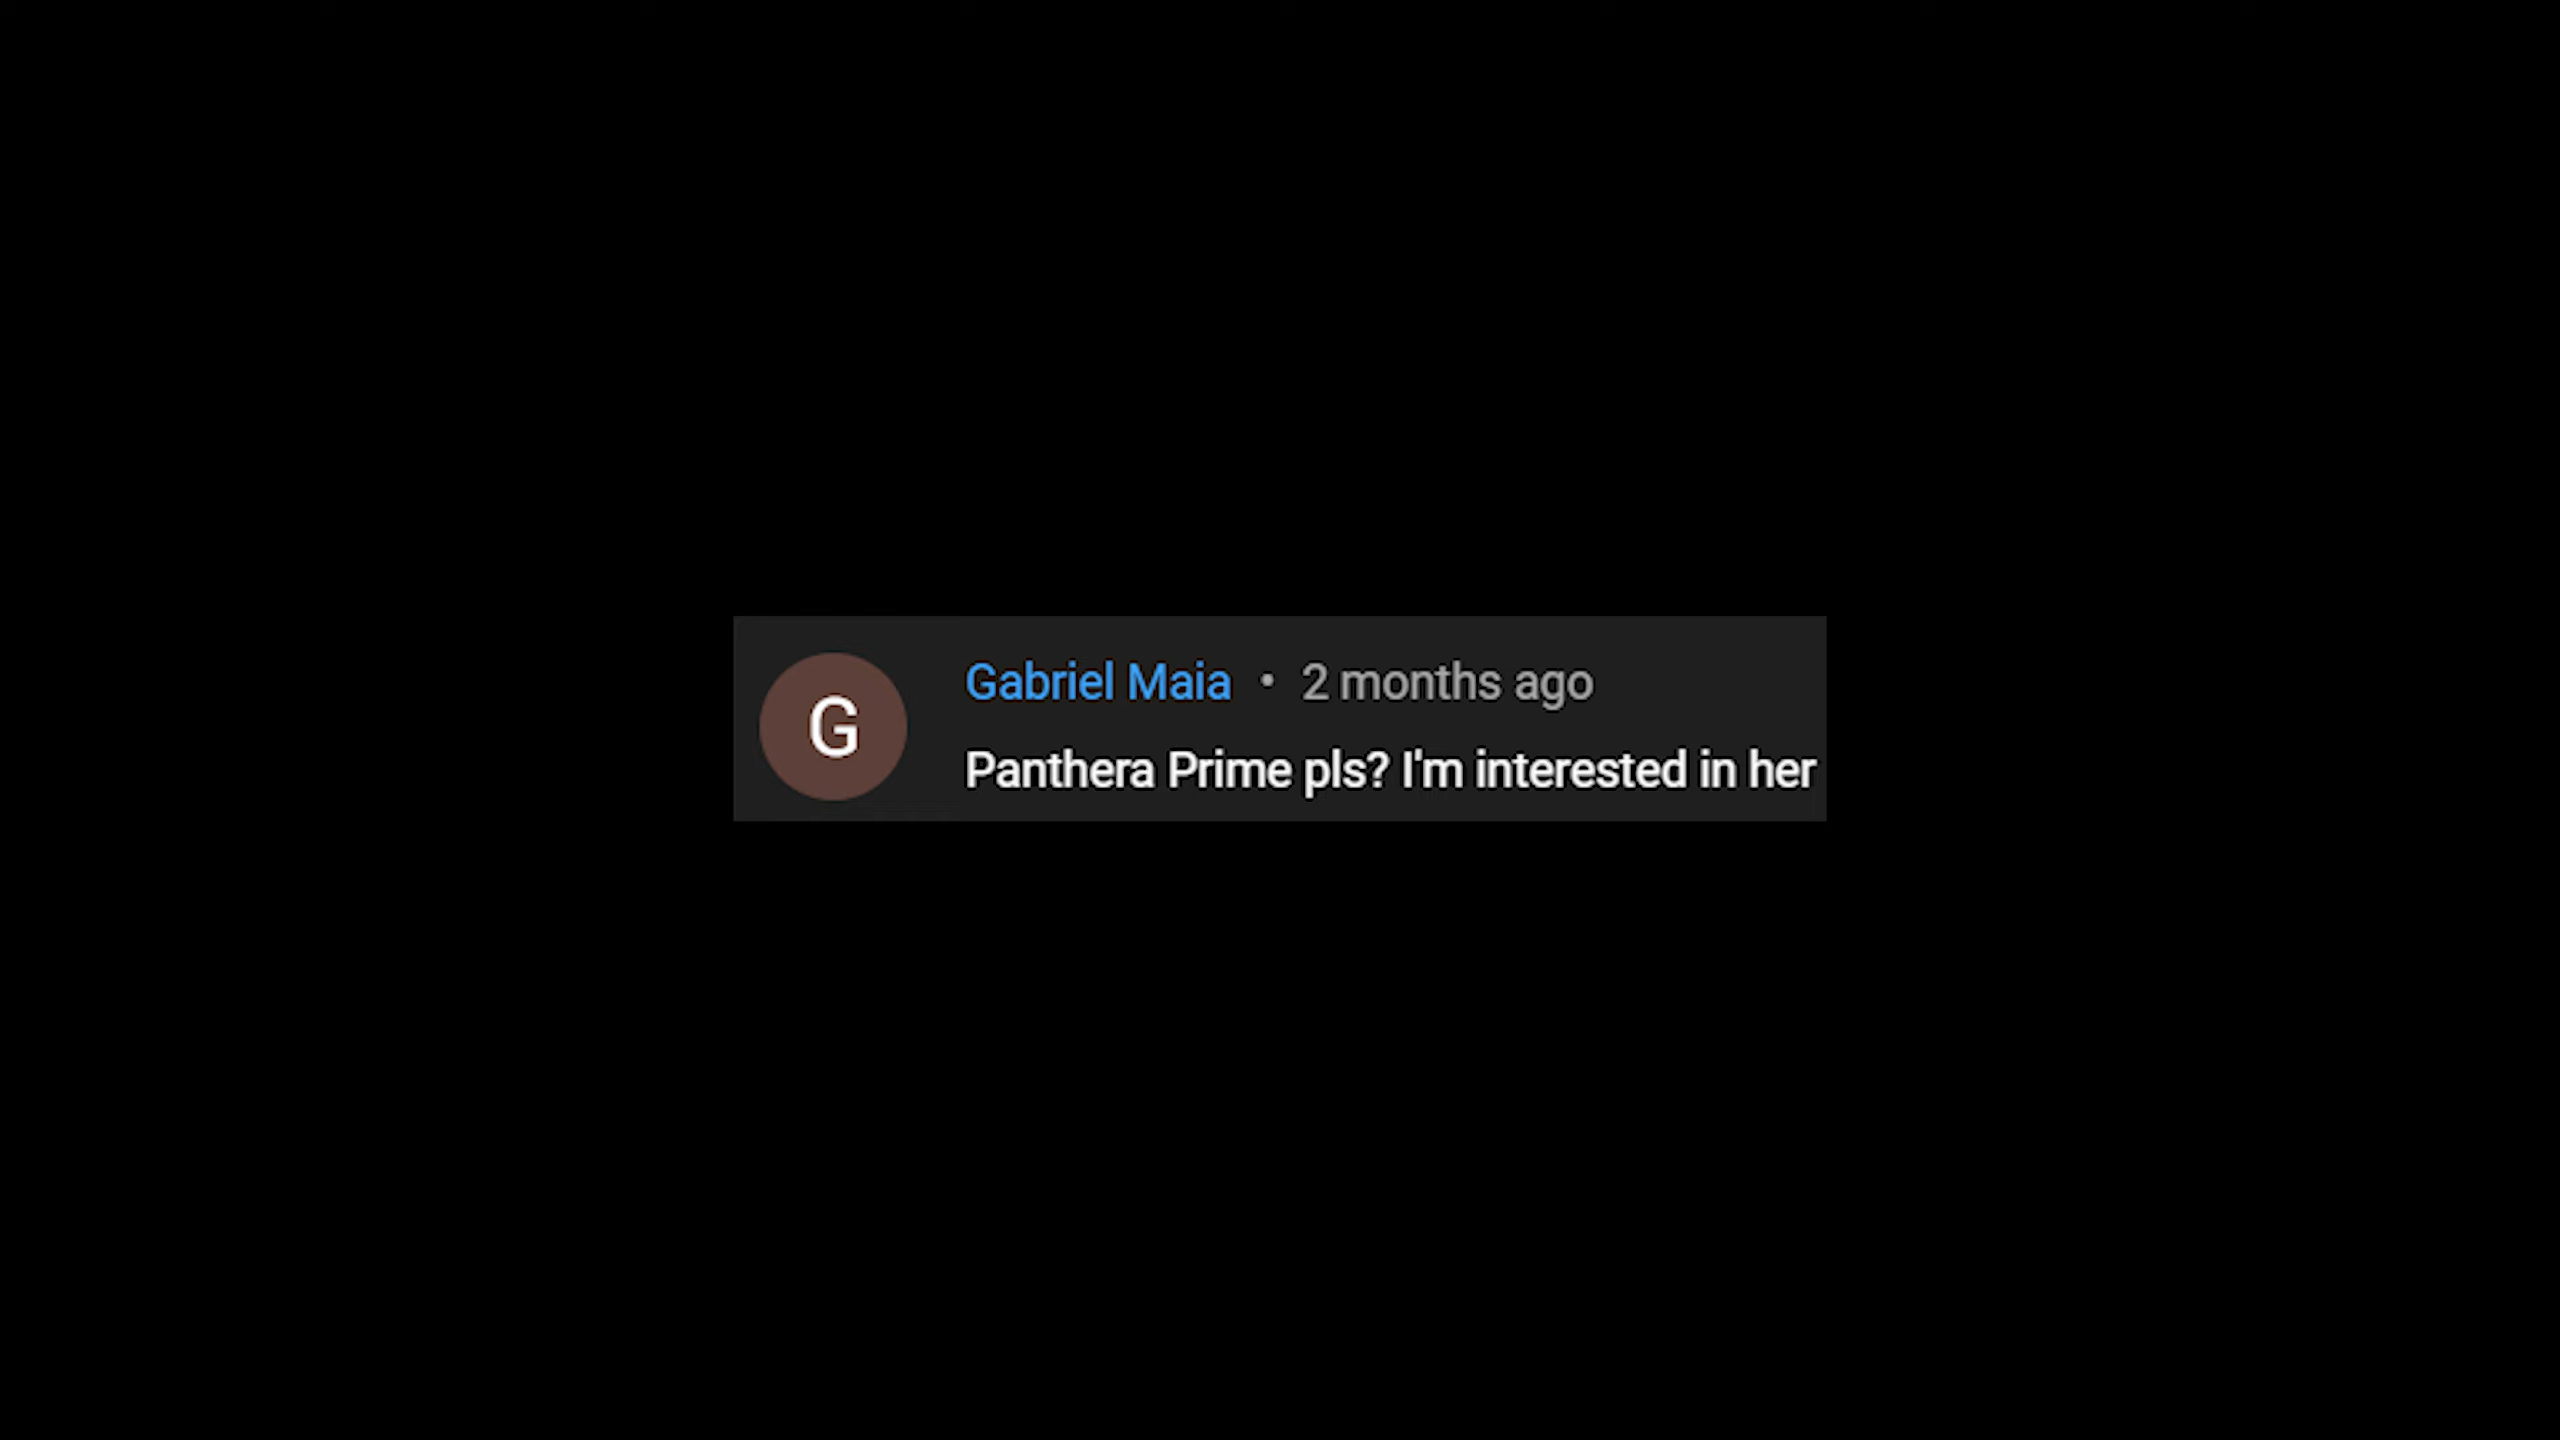 G
Gabriel Maia • 2 months ago
Panthera Prime pls? I'm interested in her